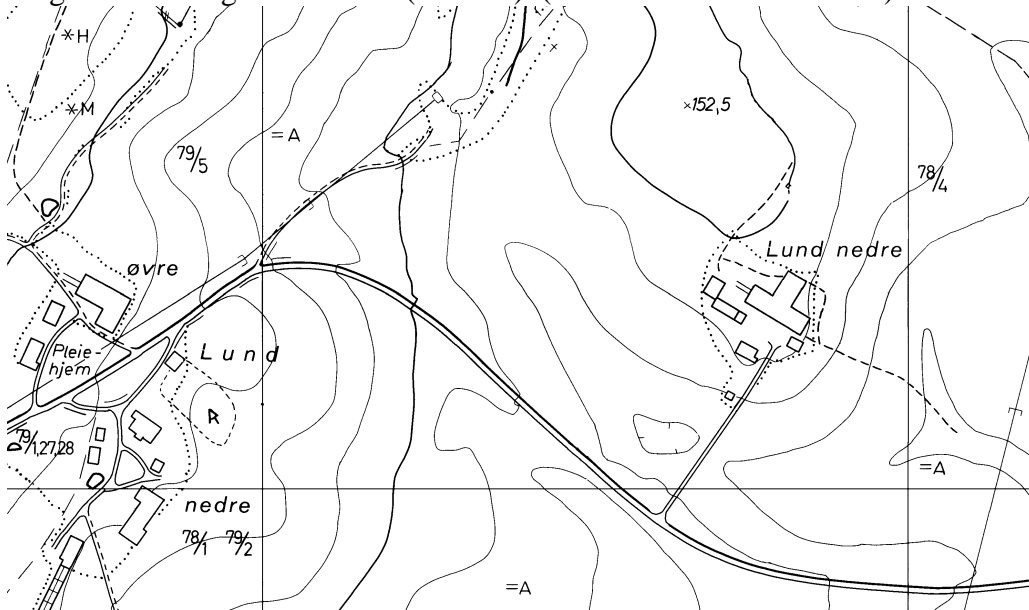 H
M
×152,5
=A
79/5
78/4
Lund nedre
øvre
Pleie-
hjem
Lund
R
79/1,27,28
=A
nedre
78/1 79/2
=A